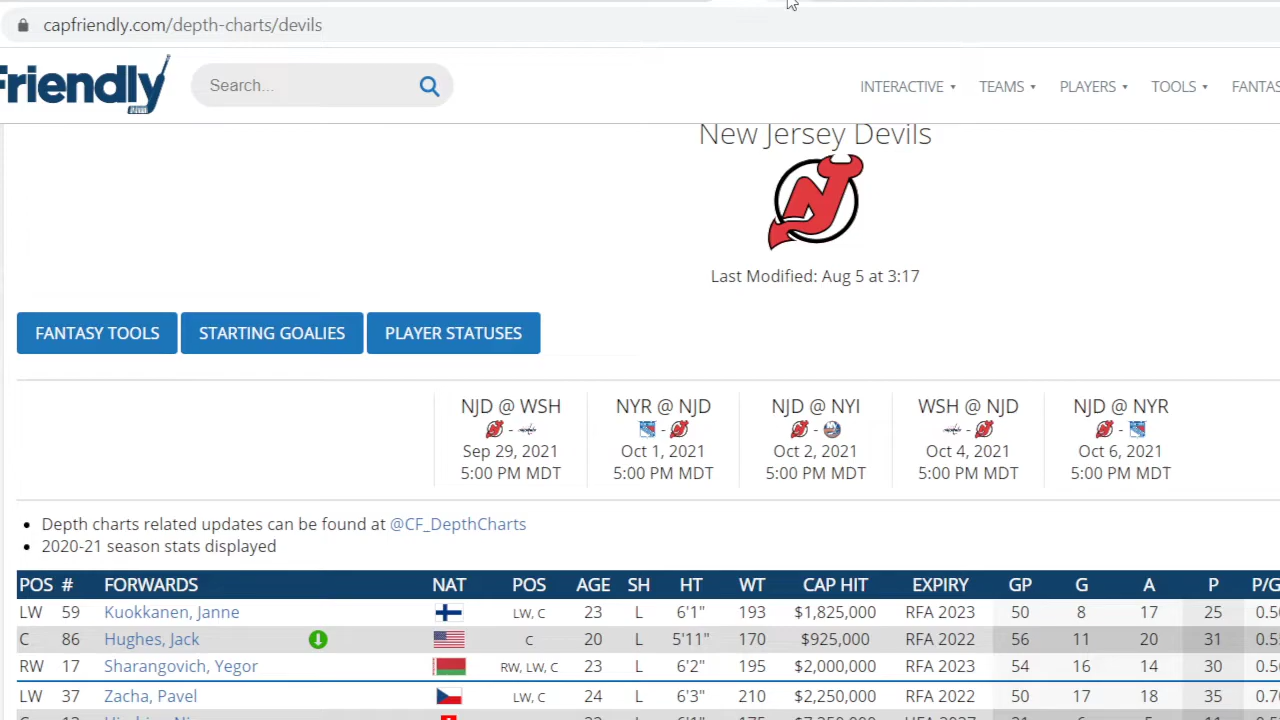 capfriendly.com/depth-charts/devils
Friendly Search... INTERACTIVE TEAMS PLAYERS TOOLS
New Jersey Devils
Last Modified: Aug 5 at 3:17
FANTASY TOOLS STARTING GOALIES PLAYER STATUSES
NJD @ WSH NYR @ NJD NJD @ NYI WSH @ NJD NJD @ NYR
Sep 29, 2021 Oct 1, 2021 Oct 2, 2021 Oct 4, 2021 Oct 6, 2021
5:00 PM MDT 5:00 PM MDT 5:00 PM MDT 5:00 PM MDT 5:00 PM MDT
• Depth charts related updates can be found at @CF_DepthCharts
• 2020-21 season stats displayed
POS # FORWARDS NAT POS AGE SH HT WT CAP HIT EXPIRY GP G A P P/G
LW 59 Kuokkanen, Janne LW, C 23 L 6'1" 193 $1,825,000 RFA 2023 50 8 17 25 0.5
C 86 Hughes, Jack C 20 L 5'11" 170 $925,000 RFA 2022 56 11 20 31 0.5
RW 17 Sharangovich, Yegor RW, LW, C 23 L 6'2" 195 $2,000,000 RFA 2023 54 16 14 30 0.5
LW 37 Zacha, Pavel LW, C 24 L 6'3" 210 $2,250,000 RFA 2022 50 17 18 35 0.7